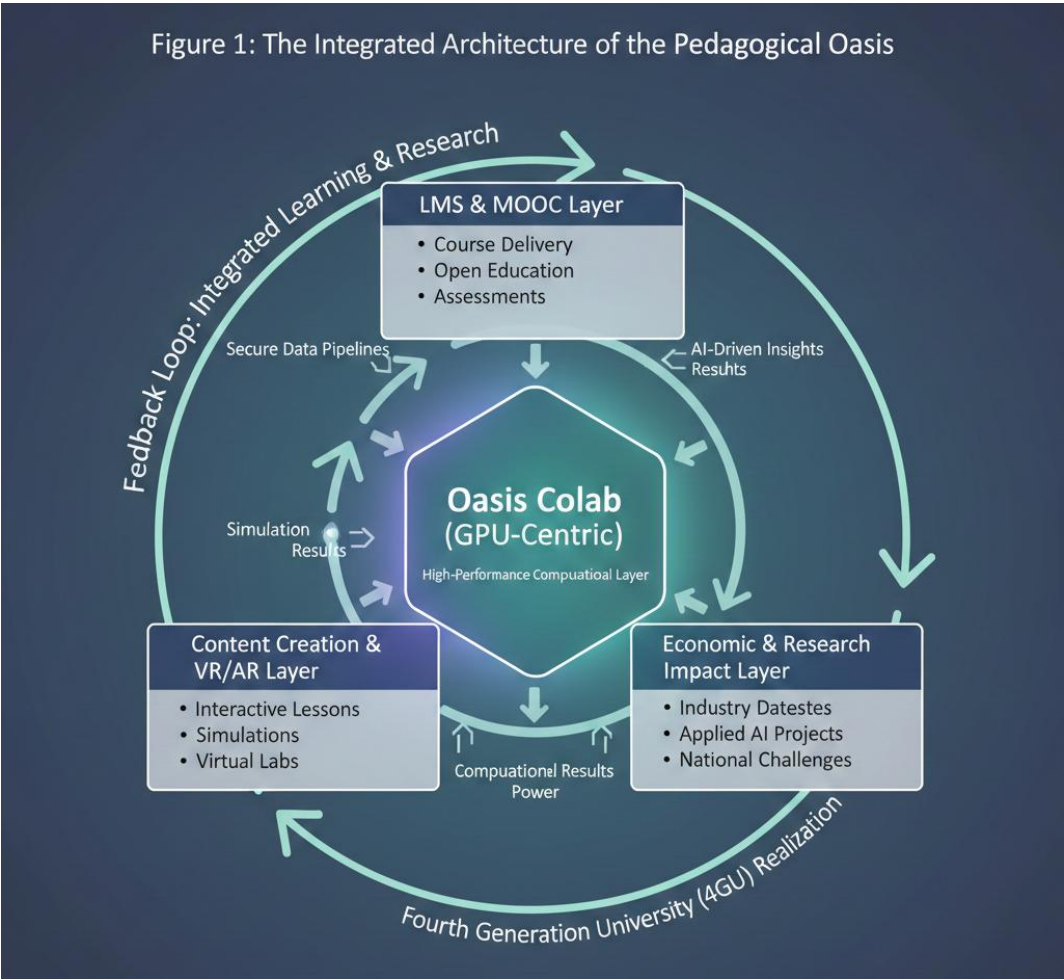 Figure 1: The Integrated Architecture of the Pedagogical Oasis
Fedback Loop: Integrated Learning & Research
LMS & MOOC Layer
• Course Delivery
• Open Education
• Assessments
Secure Data Pipelines
AI-Driven Insights
Resuhts
Oasis Colab
(GPU-Centric)
High-Performance Compuatioal Layer
Simulation
Results
Content Creation &
VR/AR Layer
• Interactive Lessons
• Simulations
• Virtual Labs
Economic & Research
Impact Layer
• Industry Datestes
• Applied AI Projects
• National Challenges
Compuationel Results
Power
Fourth Generation University (4GU) Realization